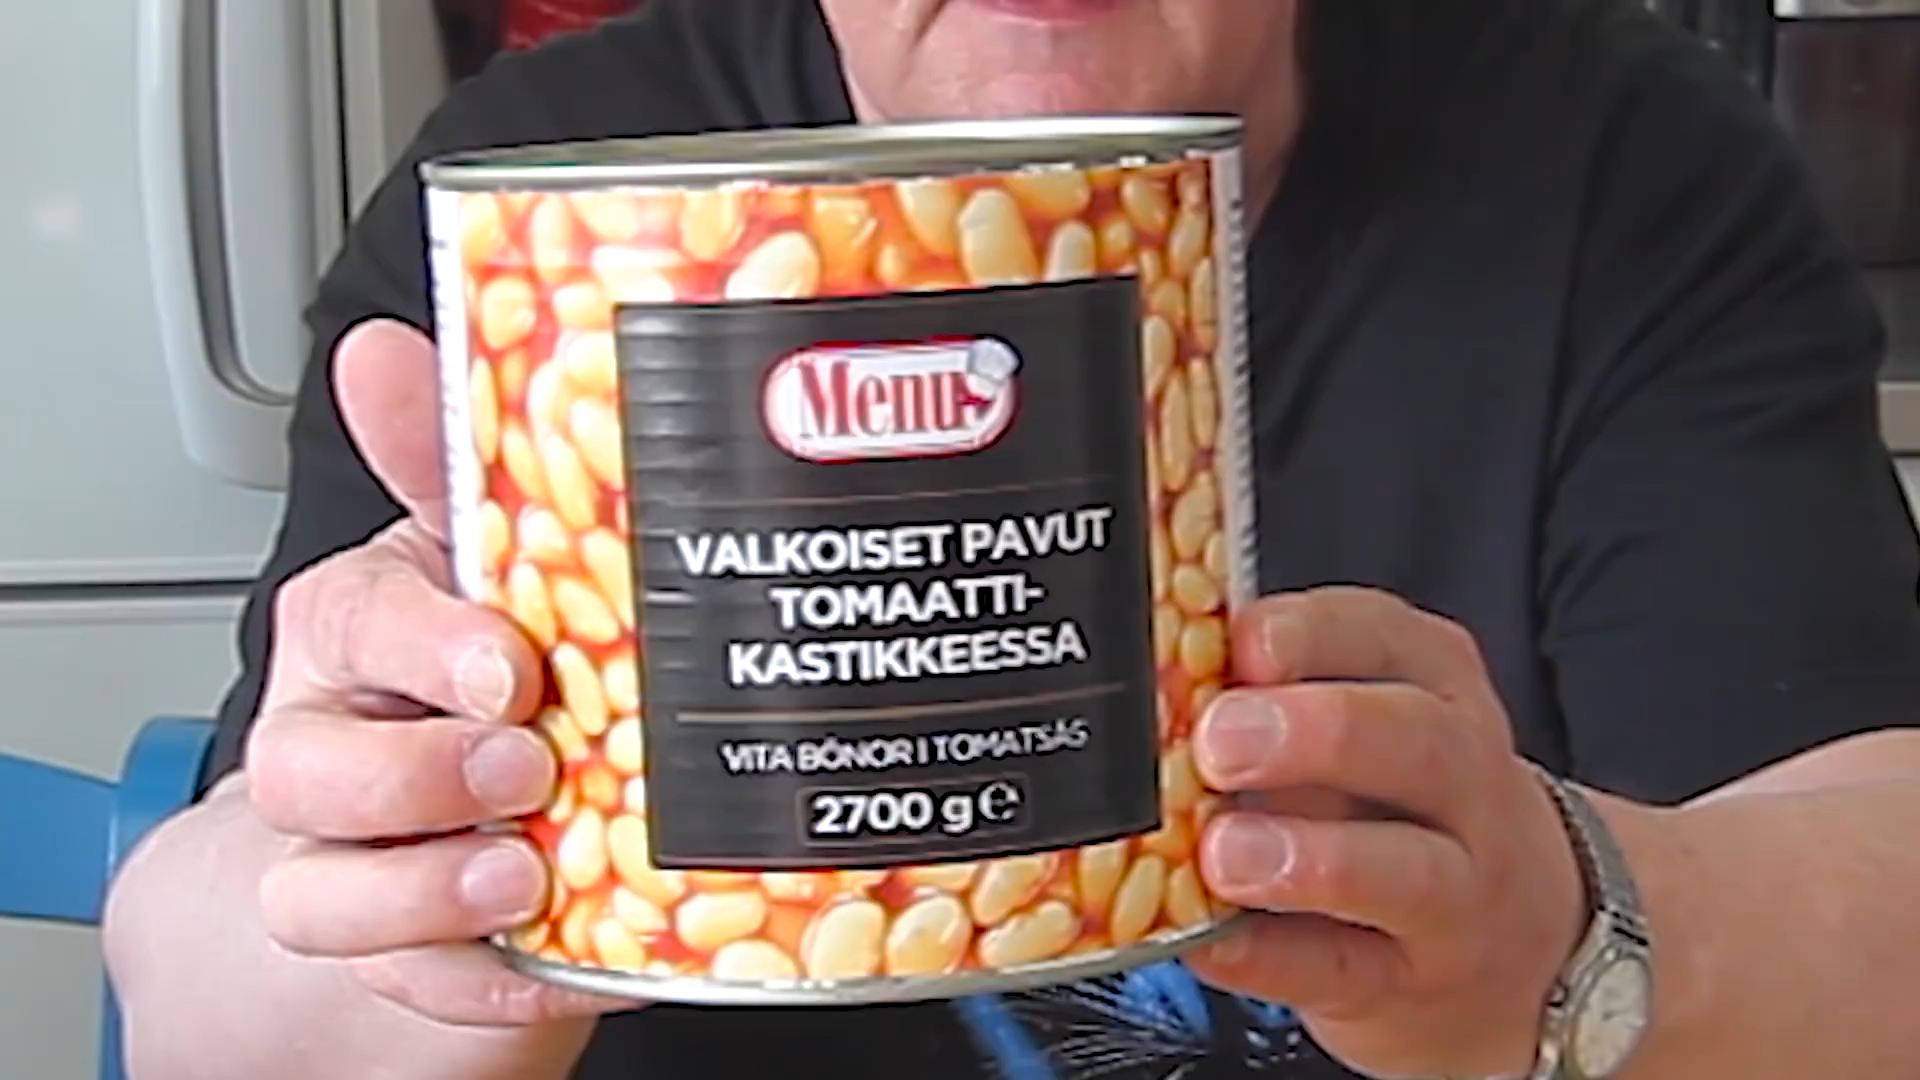 Menu
VALKOISET PAVUT
TOMAATTI-
KASTIKKEESSA
VITA BÖNOR I TOMATSÅS
2700 g ℮